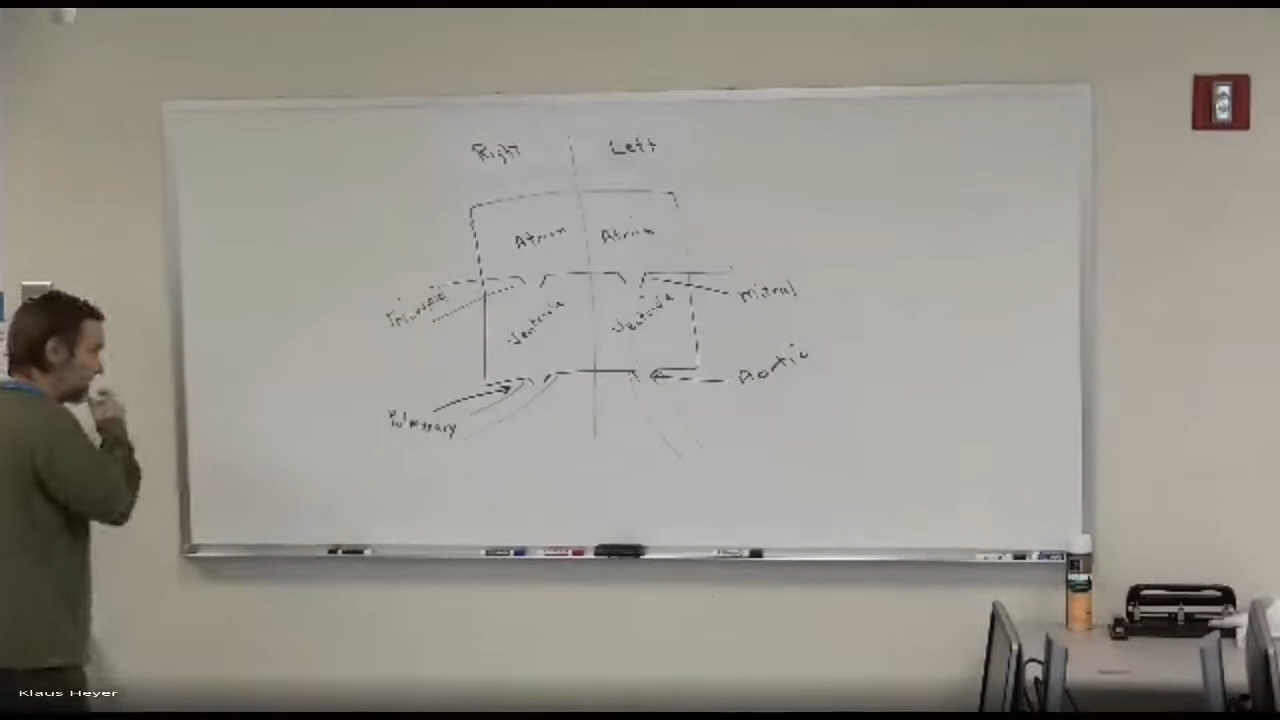 Right Left
Atrium Atrium
Tricuspid Ventricle Ventricle Mitral
Aortic
Pulmonary
Klaus Heyer